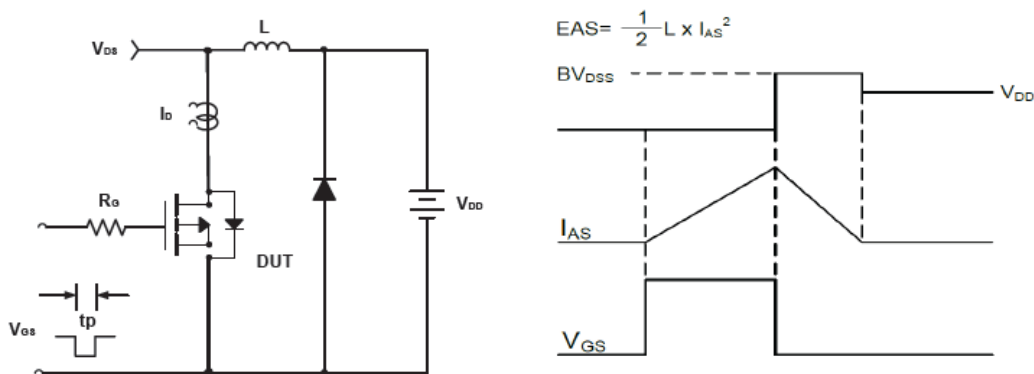 L
VDS
ID
RG
VDD
DUT
tp
VGS
EAS= 1/2 L x IAS²
BVDSS
VDD
IAS
VGS